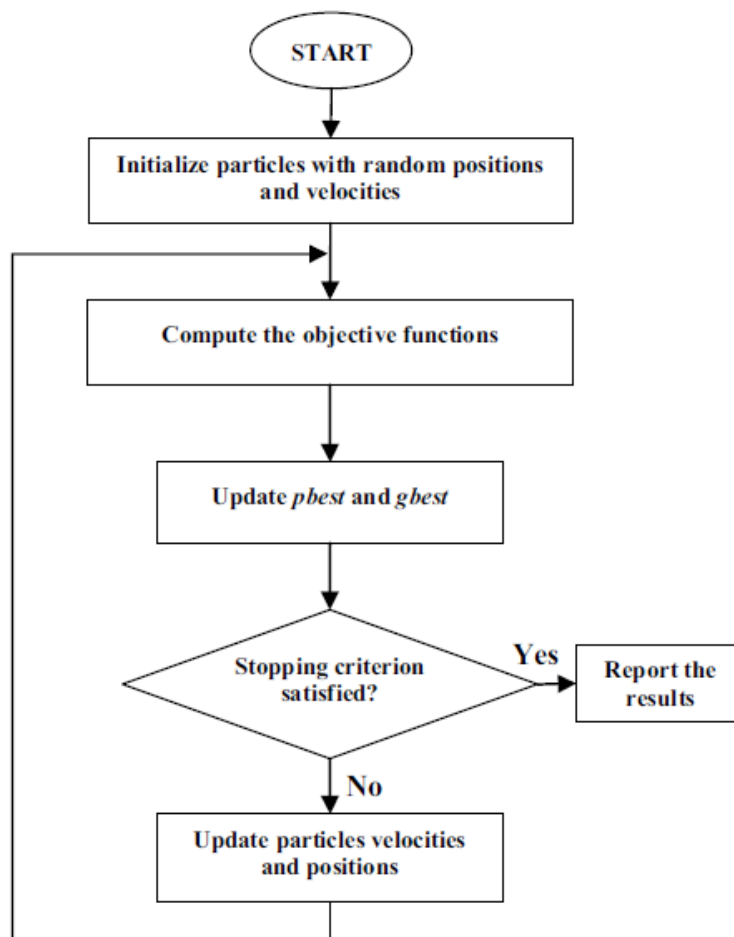 START
Initialize particles with random positions
and velocities
Compute the objective functions
Update pbest and gbest
Stopping criterion
satisfied?
Yes
Report the
results
No
Update particles velocities
and positions